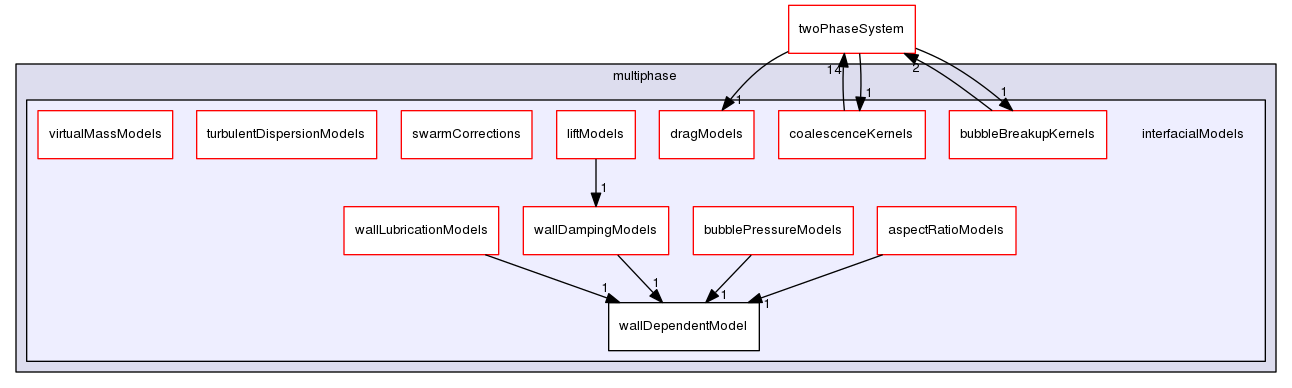 twoPhaseSystem
multiphase
14
2
1
1
1
virtualMassModels
turbulentDispersionModels
swarmCorrections
liftModels
dragModels
coalescenceKernels
bubbleBreakupKernels
interfacialModels
1
wallLubricationModels
wallDampingModels
bubblePressureModels
aspectRatioModels
1
1
1
1
wallDependentModel